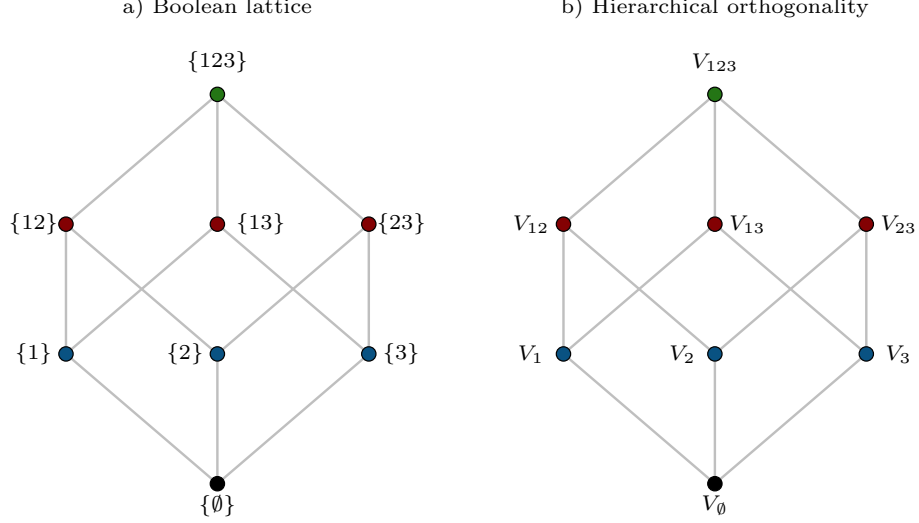 a) Boolean lattice
{123}
{12}
{13}
{23}
{1}
{2}
{3}
{∅}
b) Hierarchical orthogonality
V₁₂₃
V₁₂
V₁₃
V₂₃
V₁
V₂
V₃
V∅